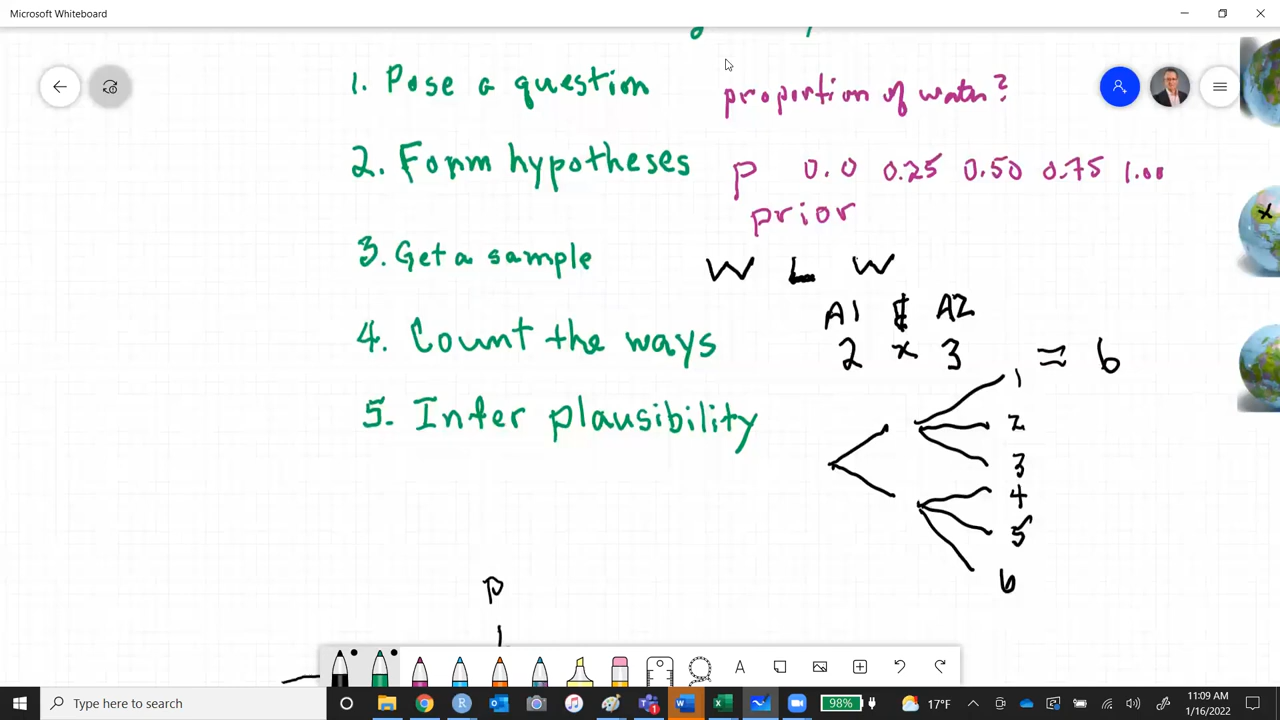 Microsoft Whiteboard
1. Pose a question
proportion of water?
2. Form hypotheses
p 0.0 0.25 0.50 0.75 1.00
prior
3. Get a sample
W L W
A1 & A2
4. Count the ways
2 x 3 = 6
1
5. Infer plausibility
2
3
4
5
6
p
A
Type here to search
98%
17°F
11:09 AM
1/16/2022